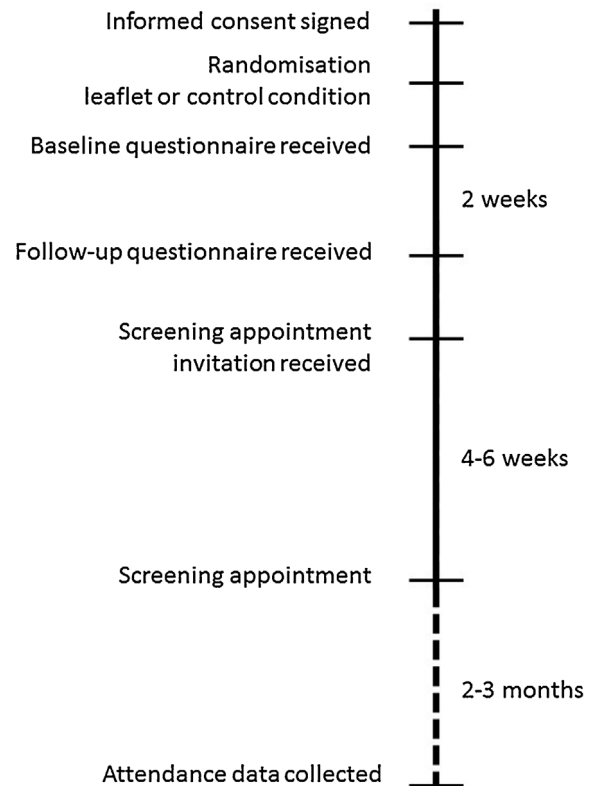 Informed consent signed
Randomisation
leaflet or control condition
Baseline questionnaire received
2 weeks
Follow-up questionnaire received
Screening appointment
invitation received
4-6 weeks
Screening appointment
2-3 months
Attendance data collected